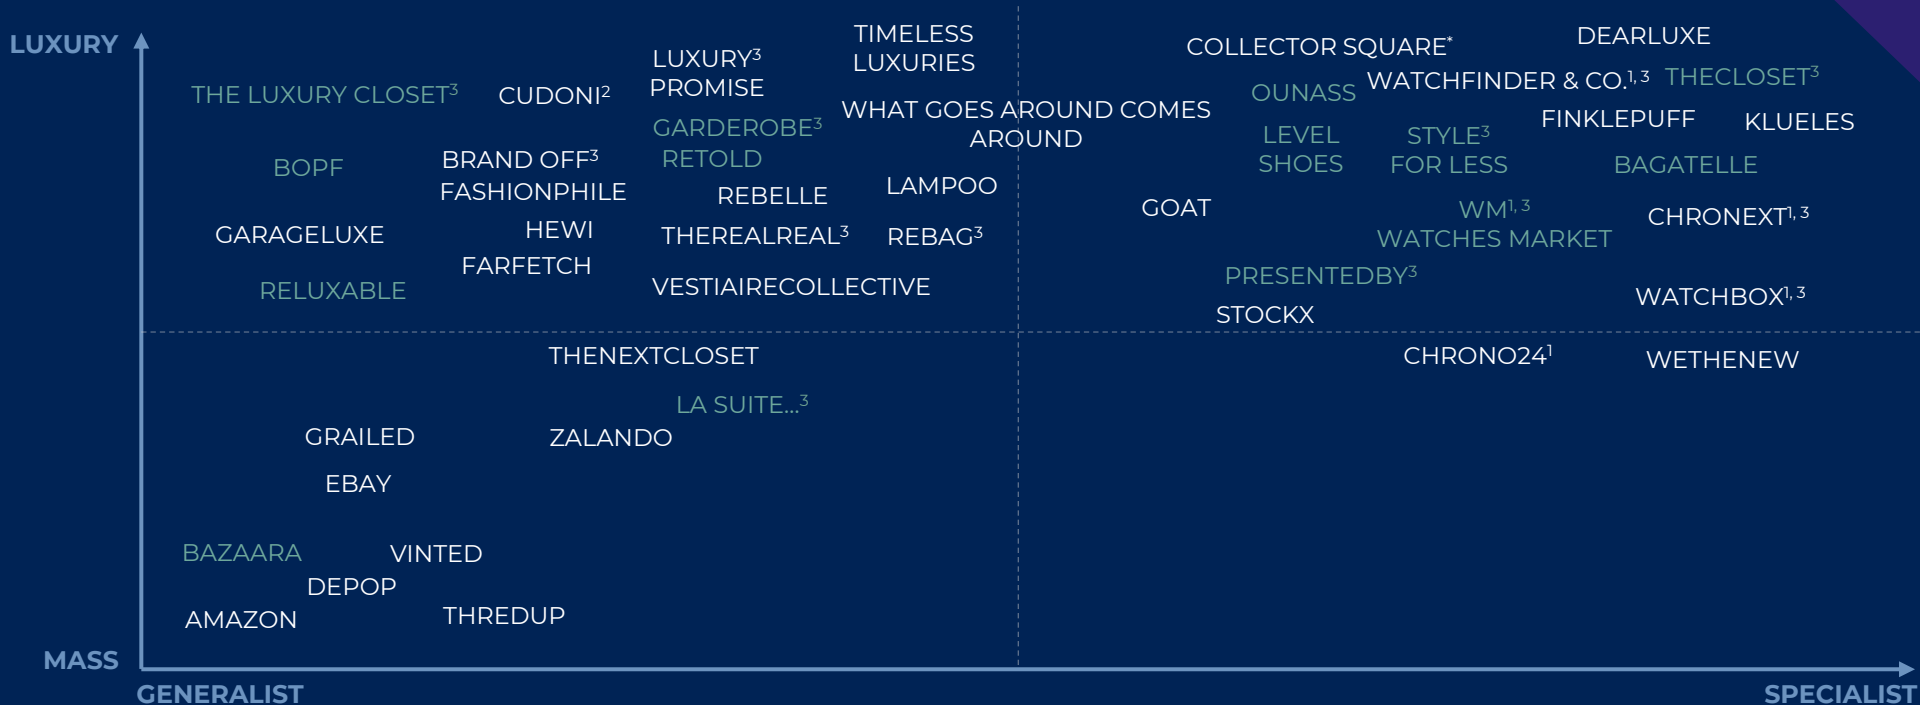 LUXURY
TIMELESS
LUXURIES
LUXURY³
PROMISE
COLLECTOR SQUARE*
DEARLUXE
THE LUXURY CLOSET³
CUDONI²
OUNASS
WATCHFINDER & CO.¹, ³
THECLOSET³
WHAT GOES AROUND COMES
AROUND
GARDEROBE³
RETOLD
LEVEL
SHOES
STYLE³
FOR LESS
FINKLEPUFF
KLUELES
BOPF
BRAND OFF³
FASHIONPHILE
BAGATELLE
REBELLE
LAMPOO
GOAT
WM¹, ³
WATCHES MARKET
CHRONEXT¹, ³
GARAGELUXE
HEWI
THEREALREAL³
REBAG³
FARFETCH
PRESENTEDBY³
RELUXABLE
VESTIAIRECOLLECTIVE
STOCKX
WATCHBOX¹, ³
THENEXTCLOSET
CHRONO24¹
WETHENEW
LA SUITE...³
GRAILED
ZALANDO
EBAY
BAZAARA
VINTED
DEPOP
AMAZON
THREDUP
MASS
GENERALIST
SPECIALIST